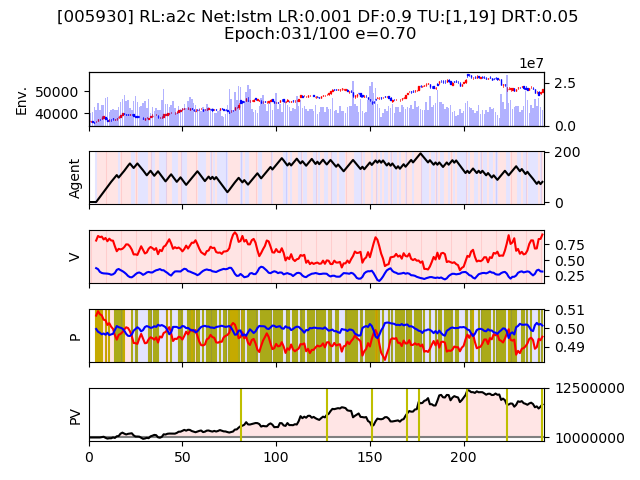 [005930] RL:a2c Net:lstm LR:0.001 DF:0.9 TU:[1,19] DRT:0.05
Epoch:031/100 e=0.70
1e7
Env.
50000
40000
2.5
0.0
Agent
200
0
V
0.75
0.50
0.25
P
0.51
0.50
0.49
PV
12500000
10000000
0 50 100 150 200